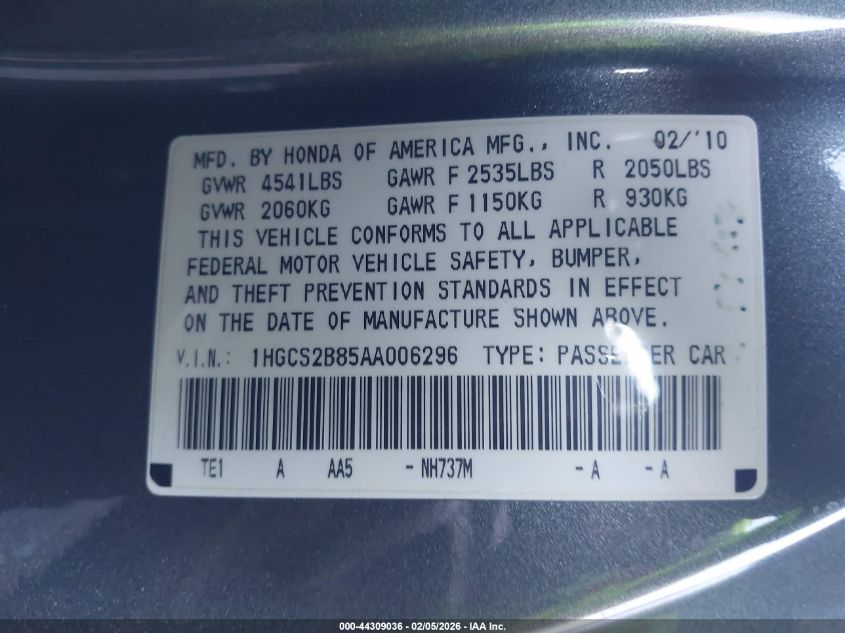 MFD. BY HONDA OF AMERICA MFG., INC. 02/'10
GVWR 4541LBS GAWR F 2535LBS R 2050LBS
GVWR 2060KG GAWR F 1150KG R 930KG
THIS VEHICLE CONFORMS TO ALL APPLICABLE
FEDERAL MOTOR VEHICLE SAFETY, BUMPER,
AND THEFT PREVENTION STANDARDS IN EFFECT
ON THE DATE OF MANUFACTURE SHOWN ABOVE.
V.I.N.: 1HGCS2B85AA006296 TYPE: PASSENGER CAR
TE1 A AA5 - NH737M - A - A
000-44309036 - 02/05/2026 - IAA Inc.